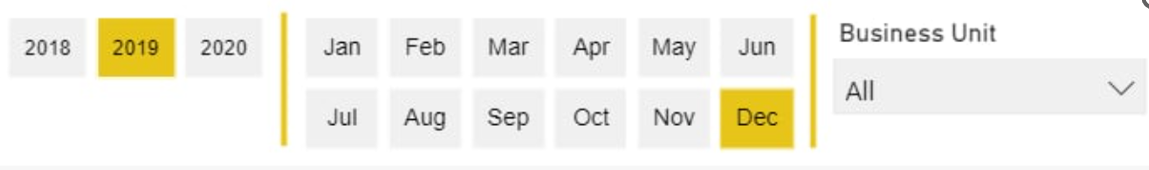 2018 2019 2020
Jan Feb Mar Apr May Jun
Jul Aug Sep Oct Nov Dec
Business Unit
All